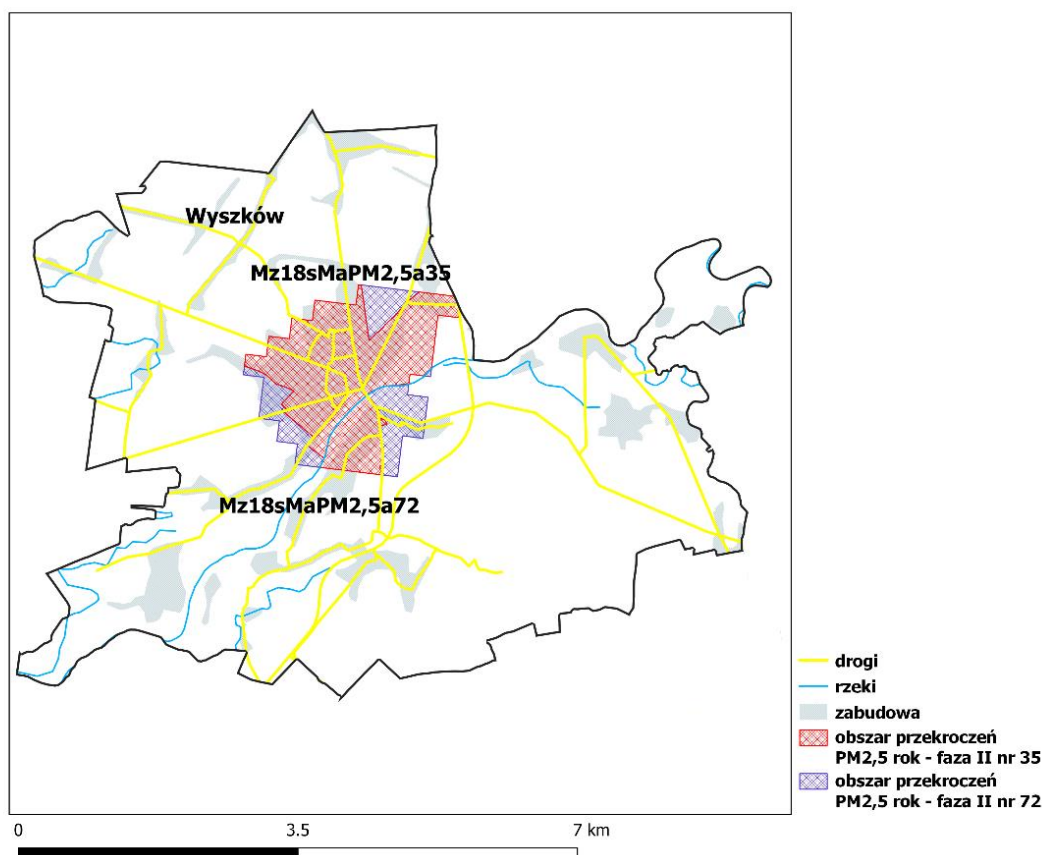 Wyszków
Mz18sMaPM2,5a35
Mz18sMaPM2,5a72
drogi
rzeki
zabudowa
obszar przekroczeń
PM2,5 rok - faza II nr 35
obszar przekroczeń
PM2,5 rok - faza II nr 72
0 3.5 7 km